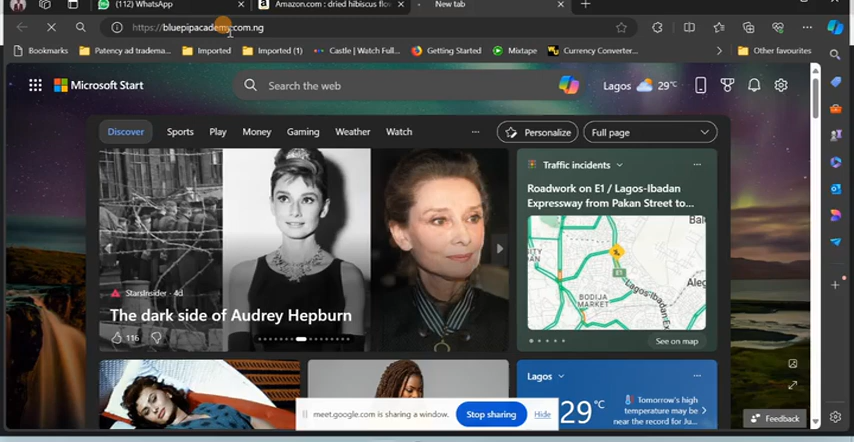 (112) WhatsApp
Amazon.com : dried hibiscus flow
New tab
https://bluepipacademy.com.ng
Bookmarks
Patency ad tradema...
Imported
Imported (1)
Castle | Watch Full...
Getting Started
Mixtape
Currency Converter...
Other favourites
Microsoft Start
Search the web
Lagos 29°C
Discover
Sports
Play
Money
Gaming
Weather
Watch
...
Personalize
Full page
StarsInsider · 4d
The dark side of Audrey Hepburn
116
Traffic incidents
...
Roadwork on E1 / Lagos-Ibadan
Expressway from Pakan Street to...
E1
BODIJA
MARKET
See on map
Lagos
...
29°C
Tomorrow's high
temperature may be
near the record for Ju...
meet.google.com is sharing a window.
Stop sharing
Hide
Feedback